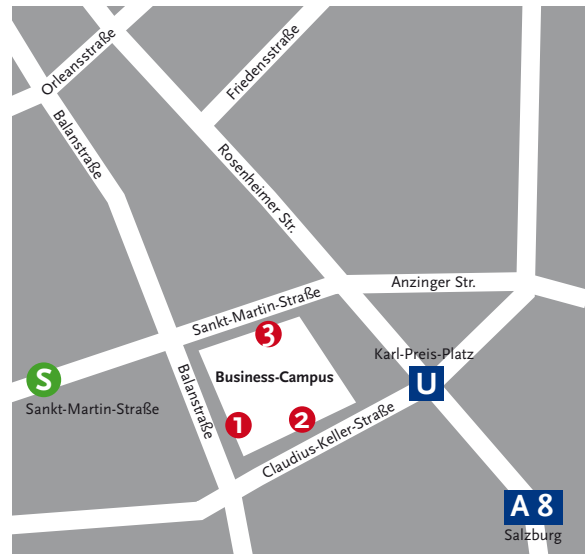 Orleansstraße
Friedensstraße
Balanstraße
Rosenheimer Str.
Anzinger Str.
Sankt-Martin-Straße
3
Karl-Preis-Platz
S
Business-Campus
U
Sankt-Martin-Straße
Balanstraße
1
2
Claudius-Keller-Straße
A 8
Salzburg